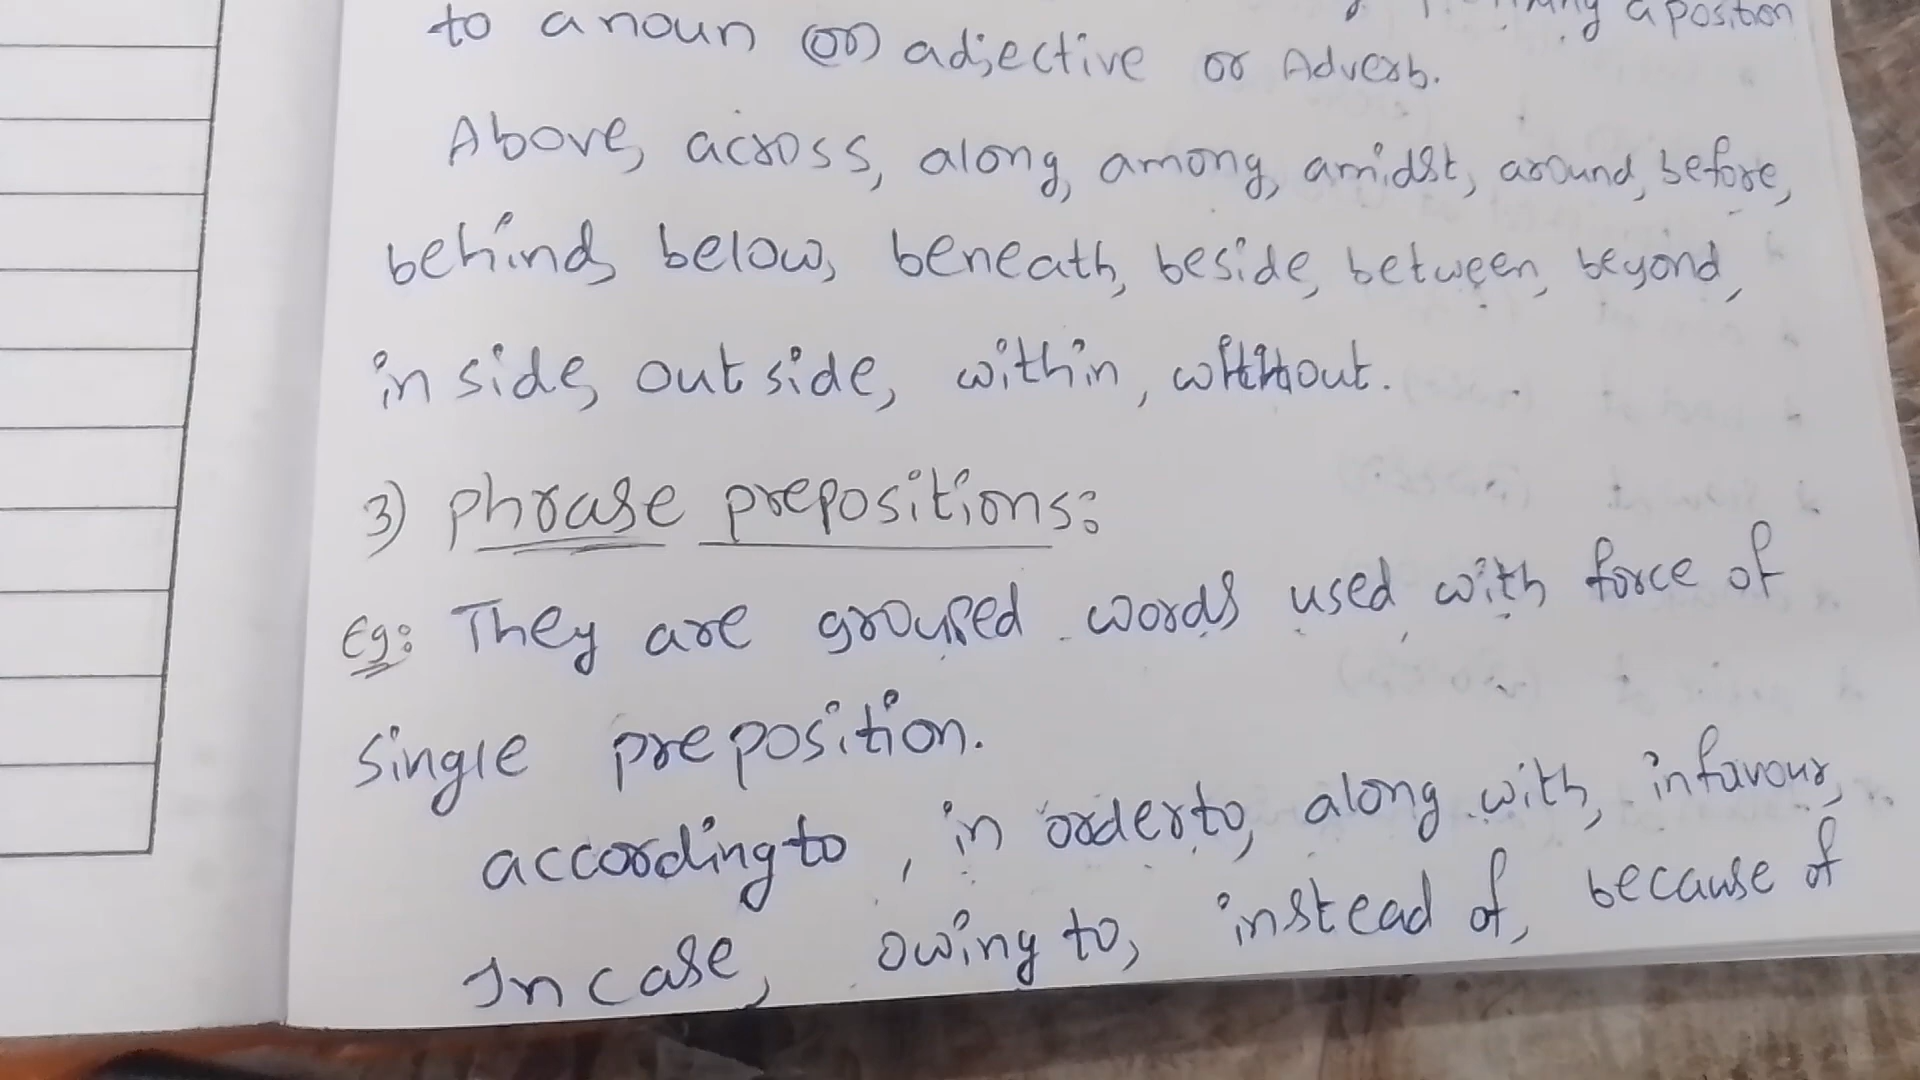 a position
to a noun (or) adjective or Adverb.
Above, across, along, among, amidst, around, before,
behind, below, beneath, beside, between, beyond,
inside, outside, within, without.
3) phrase prepositions:
Eg: They are grouped words used with force of
single preposition.
according to, in order to, along with, infavour,
In case, owing to, instead of, because of